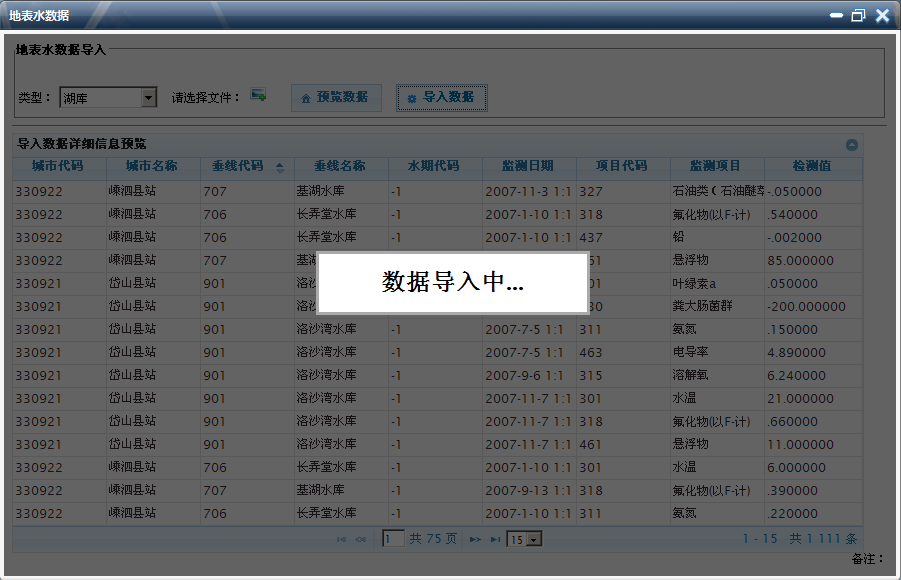 地表水数据
地表水数据导入
类型： 湖库 请选择文件： 预览数据 导入数据
导入数据详细信息预览
城市代码 城市名称 垂线代码 垂线名称 水期代码 监测日期 项目代码 监测项目 检测值
330922 嵊泗县站 707 基湖水库 -1 2007-11-3 1:1 327 石油类 ( 石油醚萃 -.050000
330922 嵊泗县站 706 长弄堂水库 -1 2007-1-10 1:1 318 氟化物(以F-计) .540000
330922 嵊泗县站 706 长弄堂水库 -1 2007-1-10 1:1 437 铅 -.002000
330922 嵊泗县站 707 基湖 61 悬浮物 85.000000
330921 岱山县站 901 洛沙 01 叶绿素a .050000
数据导入中...
330921 岱山县站 901 洛沙 30 粪大肠菌群 -200.000000
330921 岱山县站 901 洛沙湾水库 -1 2007-7-5 1:1 311 氨氮 .150000
330921 岱山县站 901 洛沙湾水库 -1 2007-7-5 1:1 463 电导率 4.890000
330921 岱山县站 901 洛沙湾水库 -1 2007-9-6 1:1 315 溶解氧 6.240000
330921 岱山县站 901 洛沙湾水库 -1 2007-11-7 1:1 301 水温 21.000000
330921 岱山县站 901 洛沙湾水库 -1 2007-11-7 1:1 318 氟化物(以F-计) .660000
330921 岱山县站 901 洛沙湾水库 -1 2007-11-7 1:1 461 悬浮物 11.000000
330922 嵊泗县站 706 长弄堂水库 -1 2007-1-10 1:1 301 水温 6.000000
330922 嵊泗县站 707 基湖水库 -1 2007-9-13 1:1 318 氟化物(以F-计) .390000
330922 嵊泗县站 706 长弄堂水库 -1 2007-1-10 1:1 311 氨氮 .220000
1 共 75 页 15 1 - 15 共 1 111 条
备注：